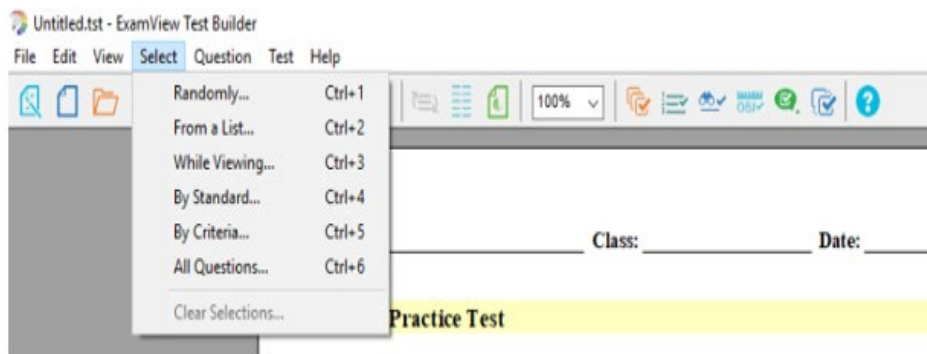 Untitled.tst - ExamView Test Builder
File Edit View Select Question Test Help
100%
Randomly... Ctrl+1
From a List... Ctrl+2
While Viewing... Ctrl+3
By Standard... Ctrl+4
By Criteria... Ctrl+5
All Questions... Ctrl+6
Clear Selections...
Class: Date:
Practice Test